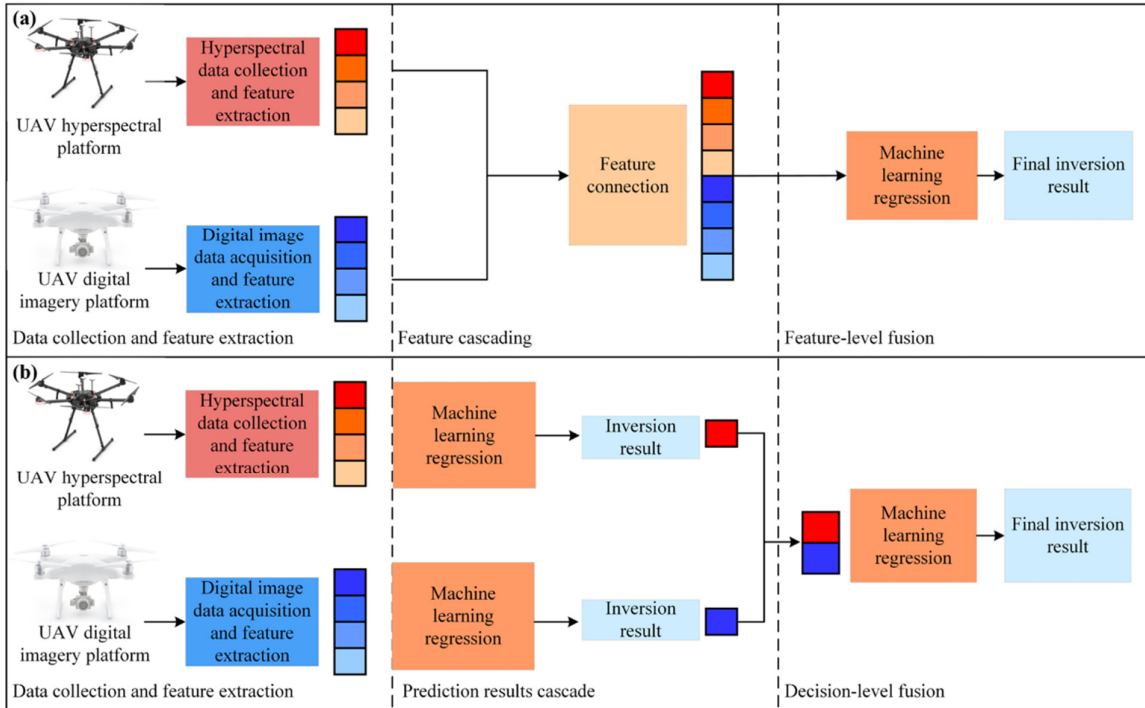 (a)
UAV hyperspectral
platform
Hyperspectral
data collection
and feature
extraction
UAV digital
imagery platform
Digital image
data acquisition
and feature
extraction
Data collection and feature extraction
Feature
connection
Feature cascading
Machine
learning
regression
Final inversion
result
Feature-level fusion
(b)
UAV hyperspectral
platform
Hyperspectral
data collection
and feature
extraction
UAV digital
imagery platform
Digital image
data acquisition
and feature
extraction
Data collection and feature extraction
Machine
learning
regression
Inversion
result
Machine
learning
regression
Inversion
result
Prediction results cascade
Machine
learning
regression
Final inversion
result
Decision-level fusion